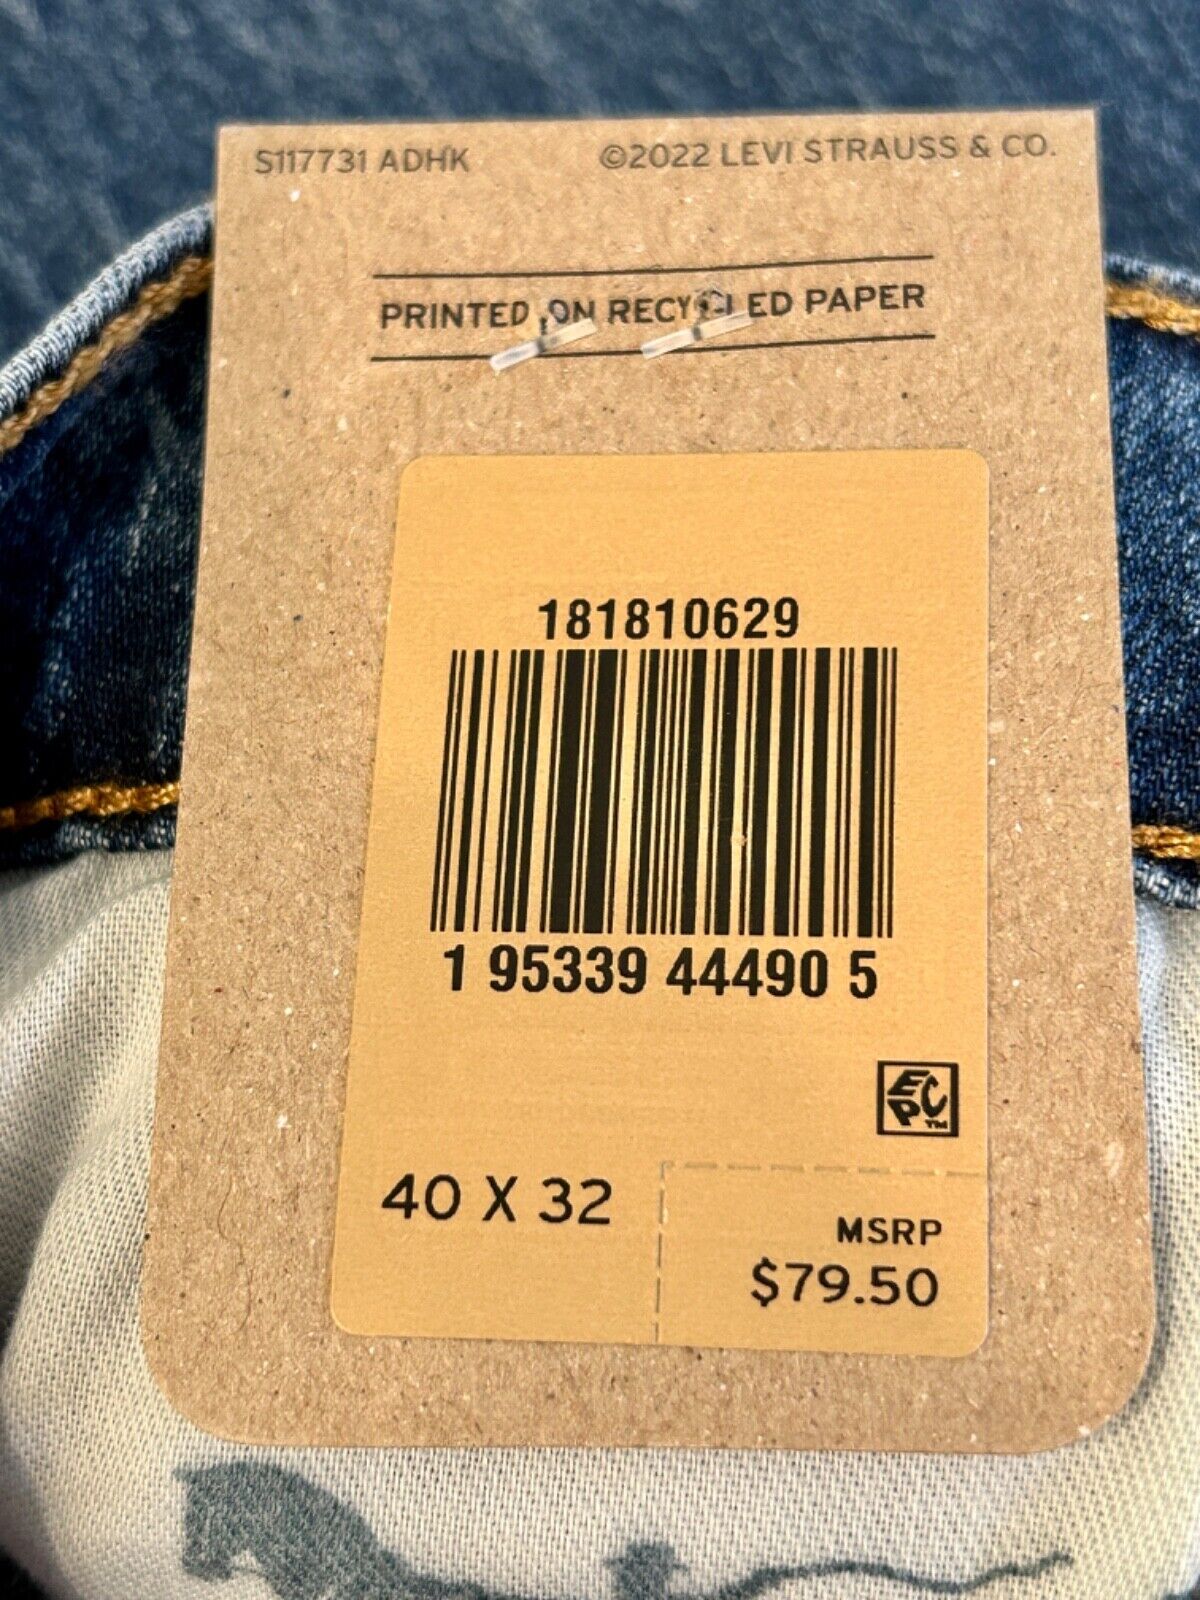 S117731 ADHK ©2022 LEVI STRAUSS & CO.
PRINTED ON RECYCLED PAPER
181810629
1 95339 44490 5
EPC™
40 X 32
MSRP
$79.50